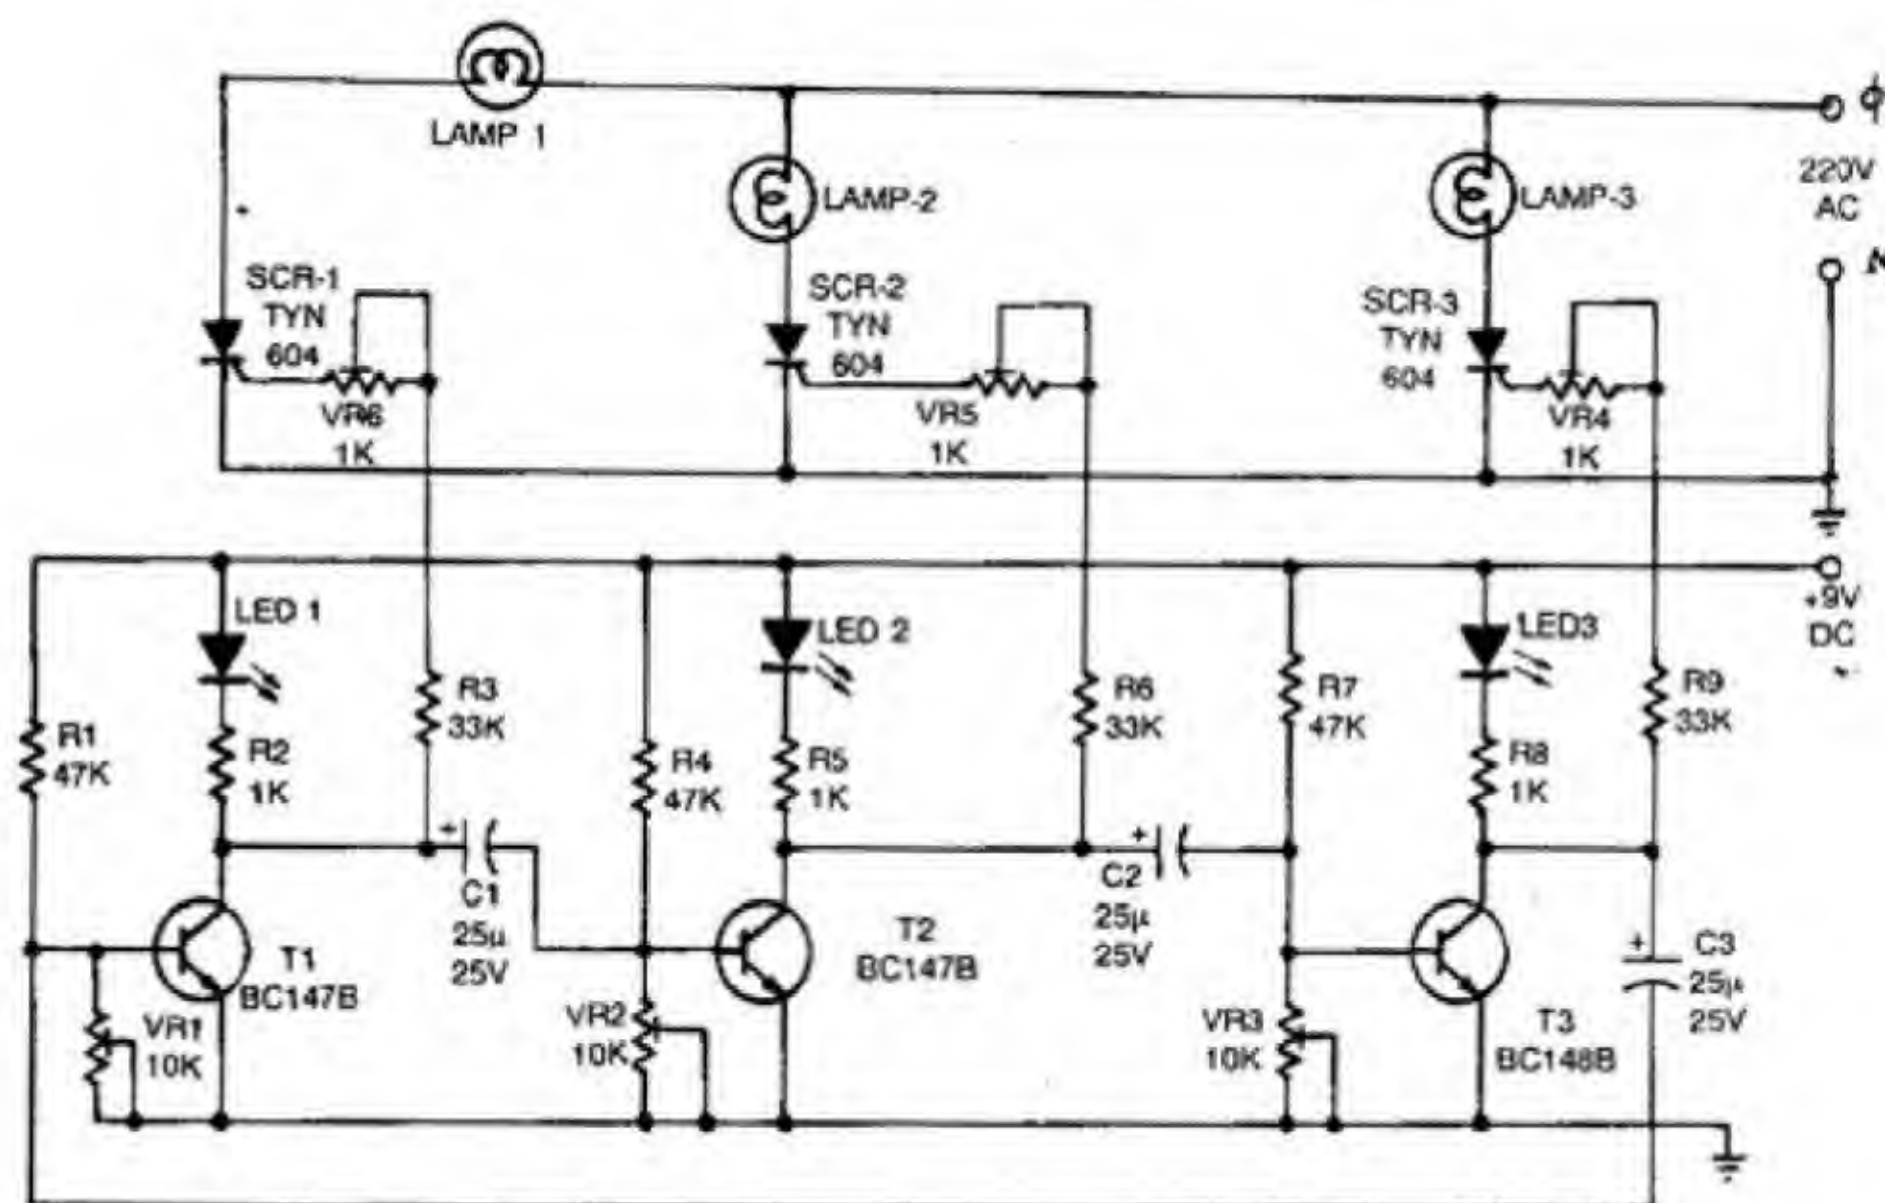 LAMP 1
ϕ
220V
AC
N
LAMP-2
LAMP-3
SCR-1
TYN
604
VR6
1K
SCR-2
TYN
604
VR5
1K
SCR-3
TYN
604
VR4
1K
+9V
DC
LED 1
LED 2
LED3
R1
47K
R2
1K
R3
33K
R4
47K
R5
1K
R6
33K
R7
47K
R8
1K
R9
33K
+
C1
25µ
25V
+
C2
25µ
25V
+
C3
25µ
25V
T1
BC147B
T2
BC147B
T3
BC148B
VR1
10K
VR2
10K
VR3
10K